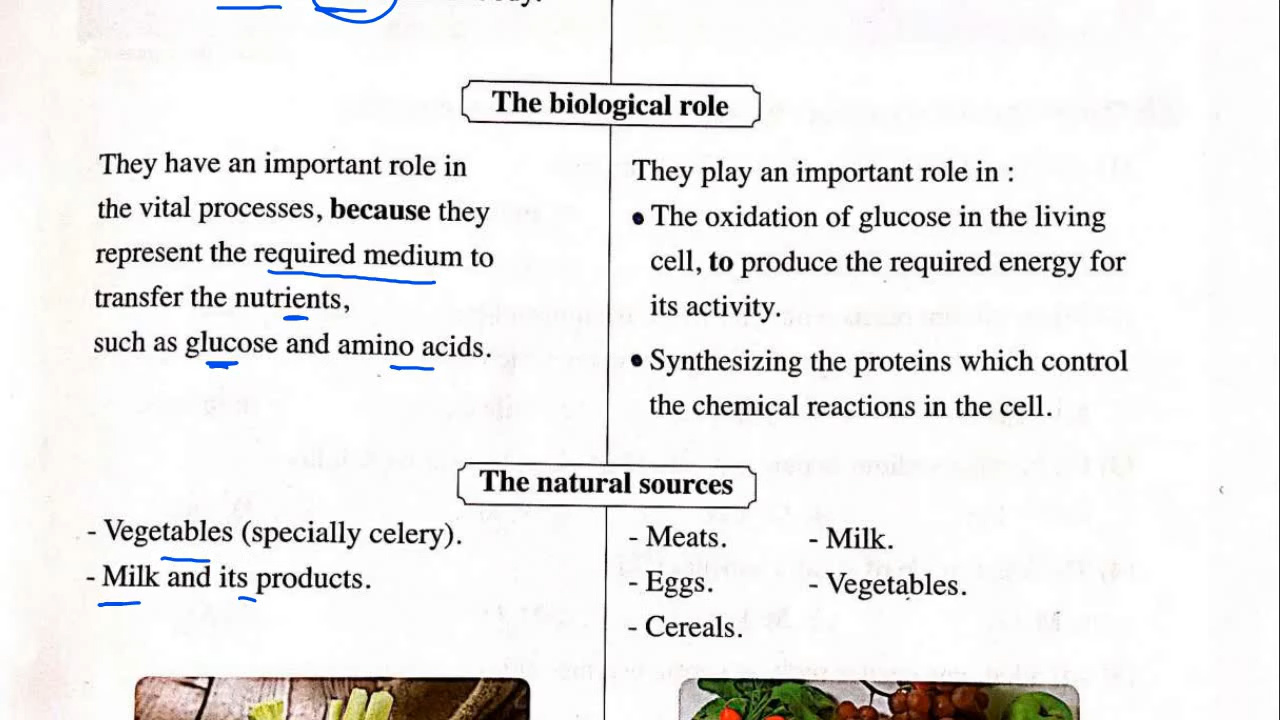 The biological role
They have an important role in
the vital processes, because they
represent the required medium to
transfer the nutrients,
such as glucose and amino acids.
They play an important role in :
• The oxidation of glucose in the living
cell, to produce the required energy for
its activity.
• Synthesizing the proteins which control
the chemical reactions in the cell.
The natural sources
- Vegetables (specially celery).
- Milk and its products.
- Meats. - Milk.
- Eggs. - Vegetables.
- Cereals.